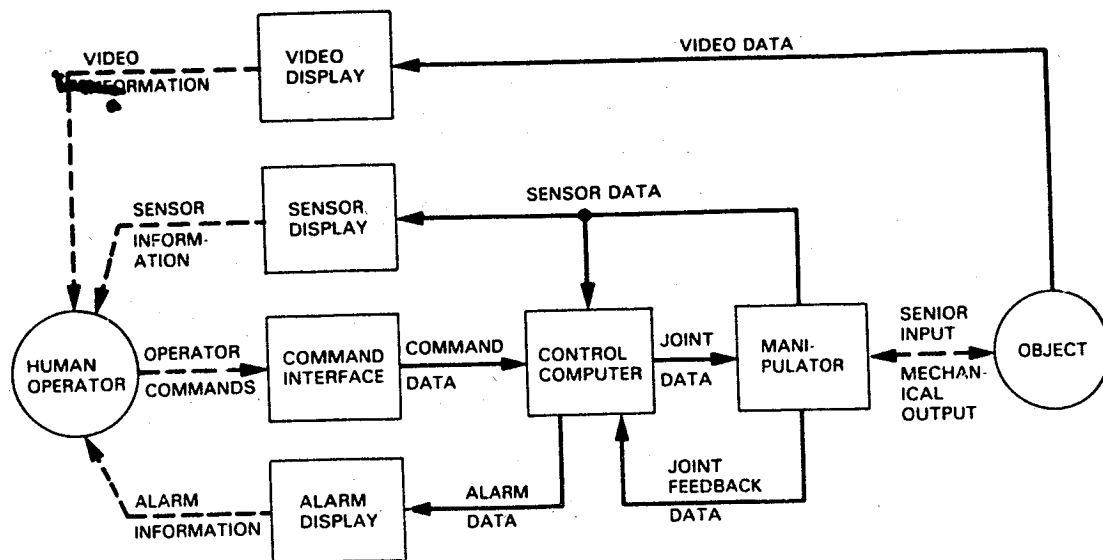 VIDEO
INFORMATION
VIDEO
DISPLAY
VIDEO DATA
SENSOR
INFORM-
ATION
SENSOR
DISPLAY
SENSOR DATA
HUMAN
OPERATOR
OPERATOR
COMMANDS
COMMAND
INTERFACE
COMMAND
DATA
CONTROL
COMPUTER
JOINT
DATA
MANI-
PULATOR
SENIOR
INPUT
MECHAN-
ICAL
OUTPUT
OBJECT
ALARM
INFORMATION
ALARM
DISPLAY
ALARM
DATA
JOINT
FEEDBACK
DATA